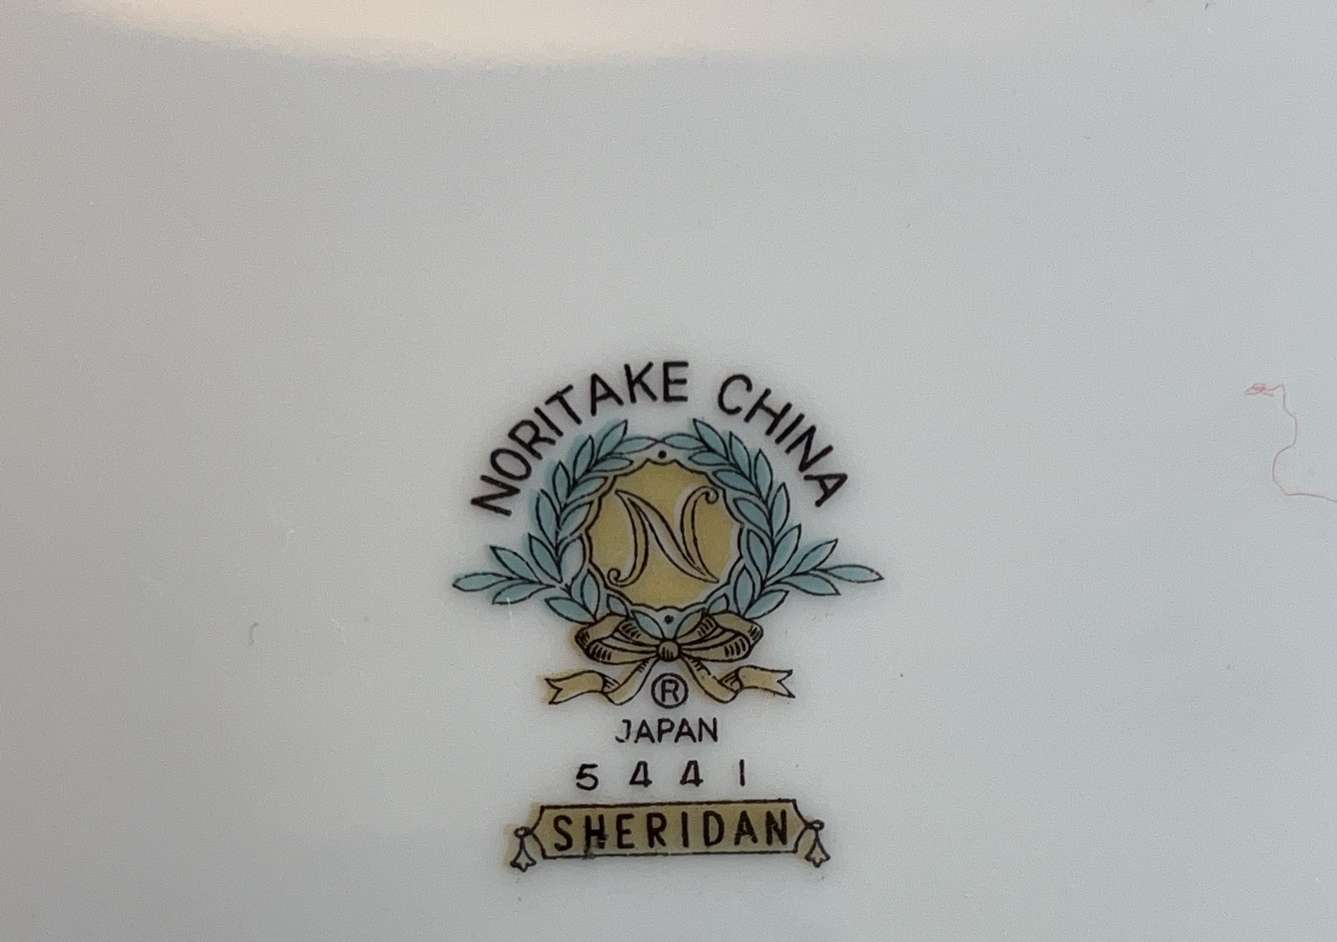 NORITAKE CHINA
N
®
JAPAN
5441
SHERIDAN